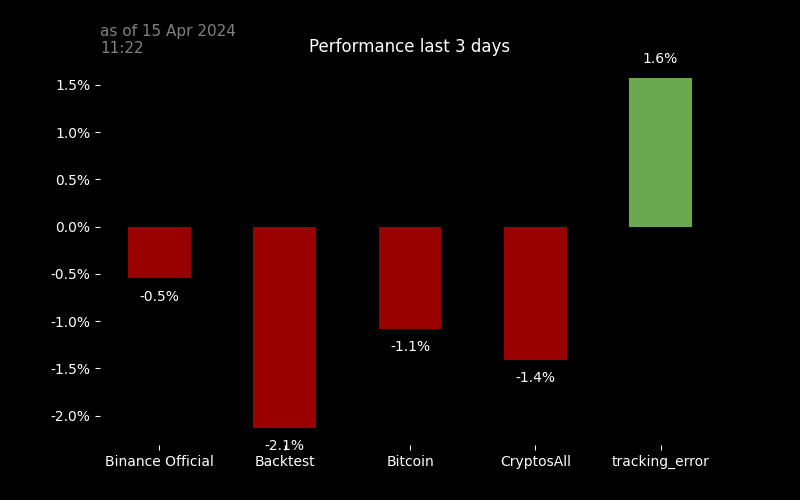 as of 15 Apr 2024
11:22
Performance last 3 days
1.6%
1.5%
1.0%
0.5%
0.0%
-0.5%
-1.0%
-1.5%
-2.0%
-0.5%
-2.1%
-1.1%
-1.4%
Binance Official
Backtest
Bitcoin
CryptosAll
tracking_error